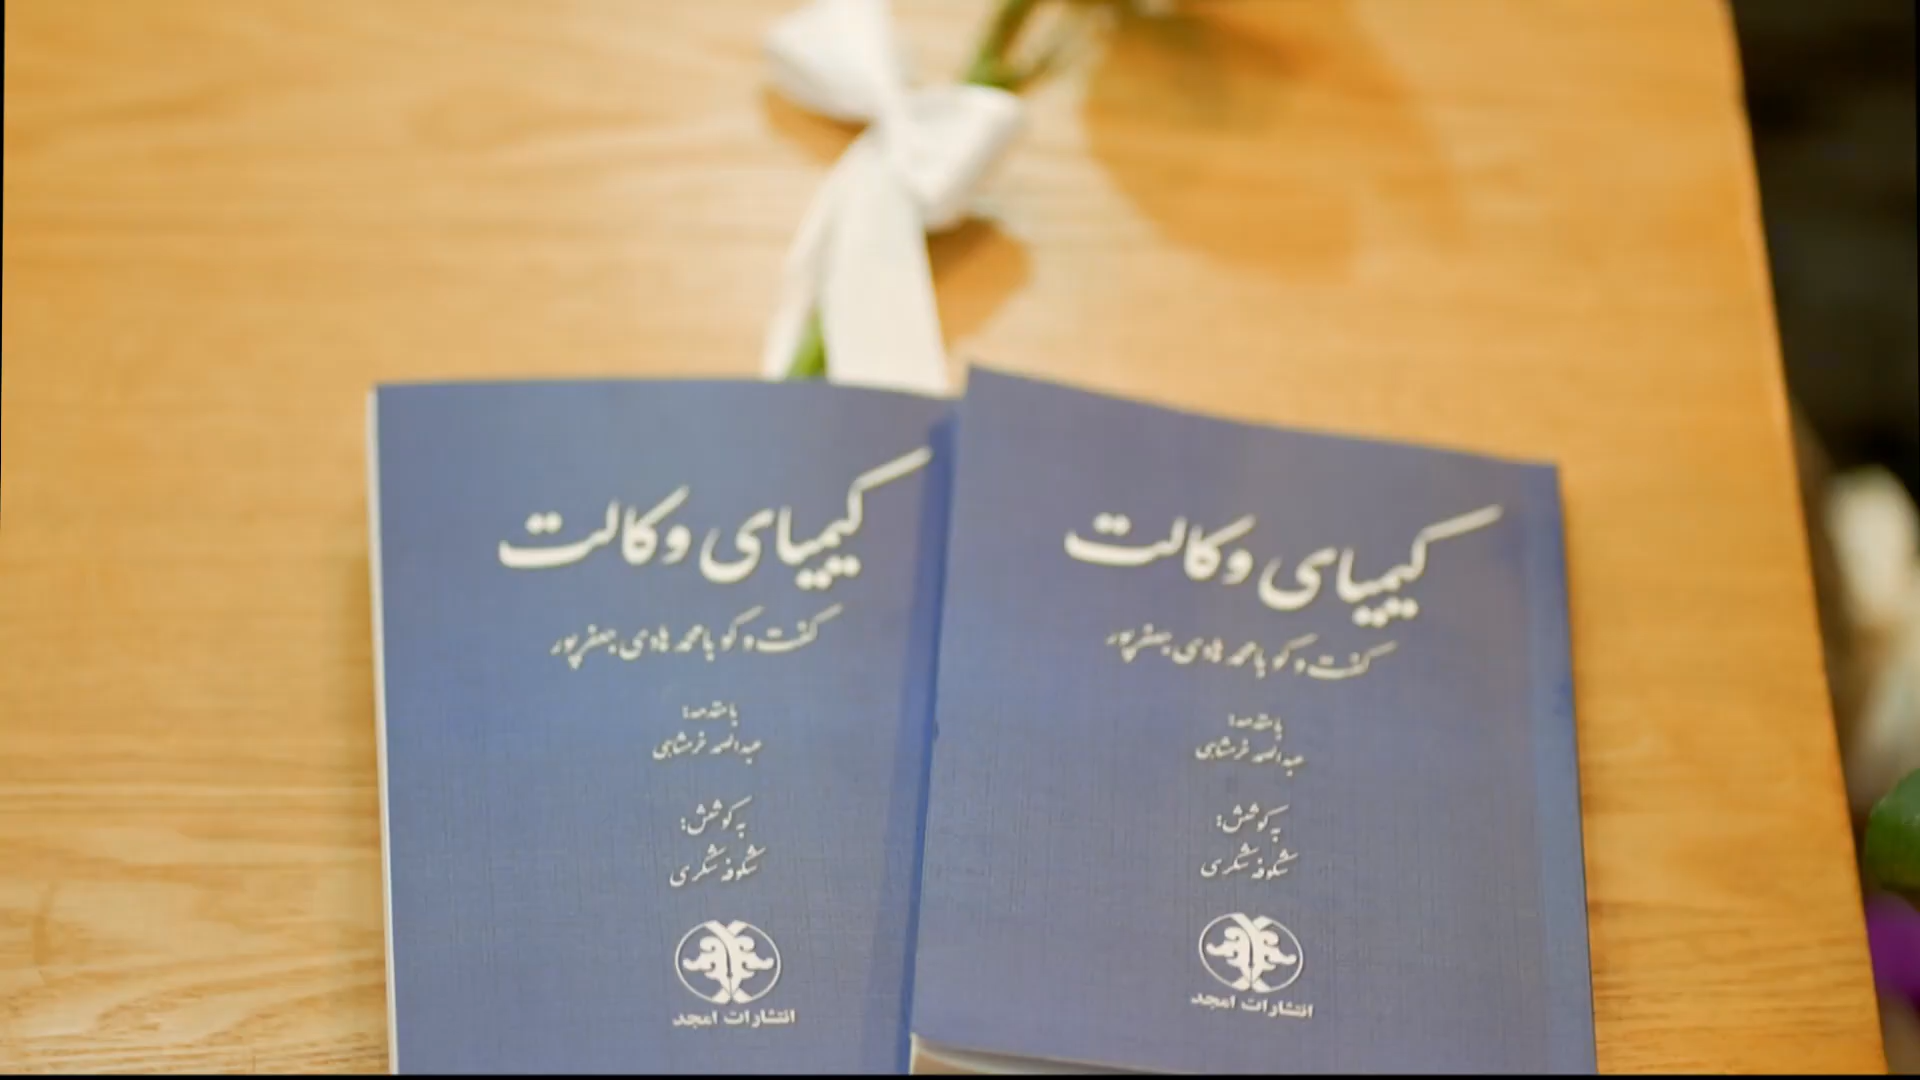 کیمیای وکالت
گفت و گو با محمد هادی جعفرپور
با مقدمه:
عبدالصمد خرمشاهی
به کوشش:
شکوفه شکری
انتشارات امجد
کیمیای وکالت
گفت و گو با محمد هادی جعفرپور
با مقدمه:
عبدالصمد خرمشاهی
به کوشش:
شکوفه شکری
انتشارات امجد